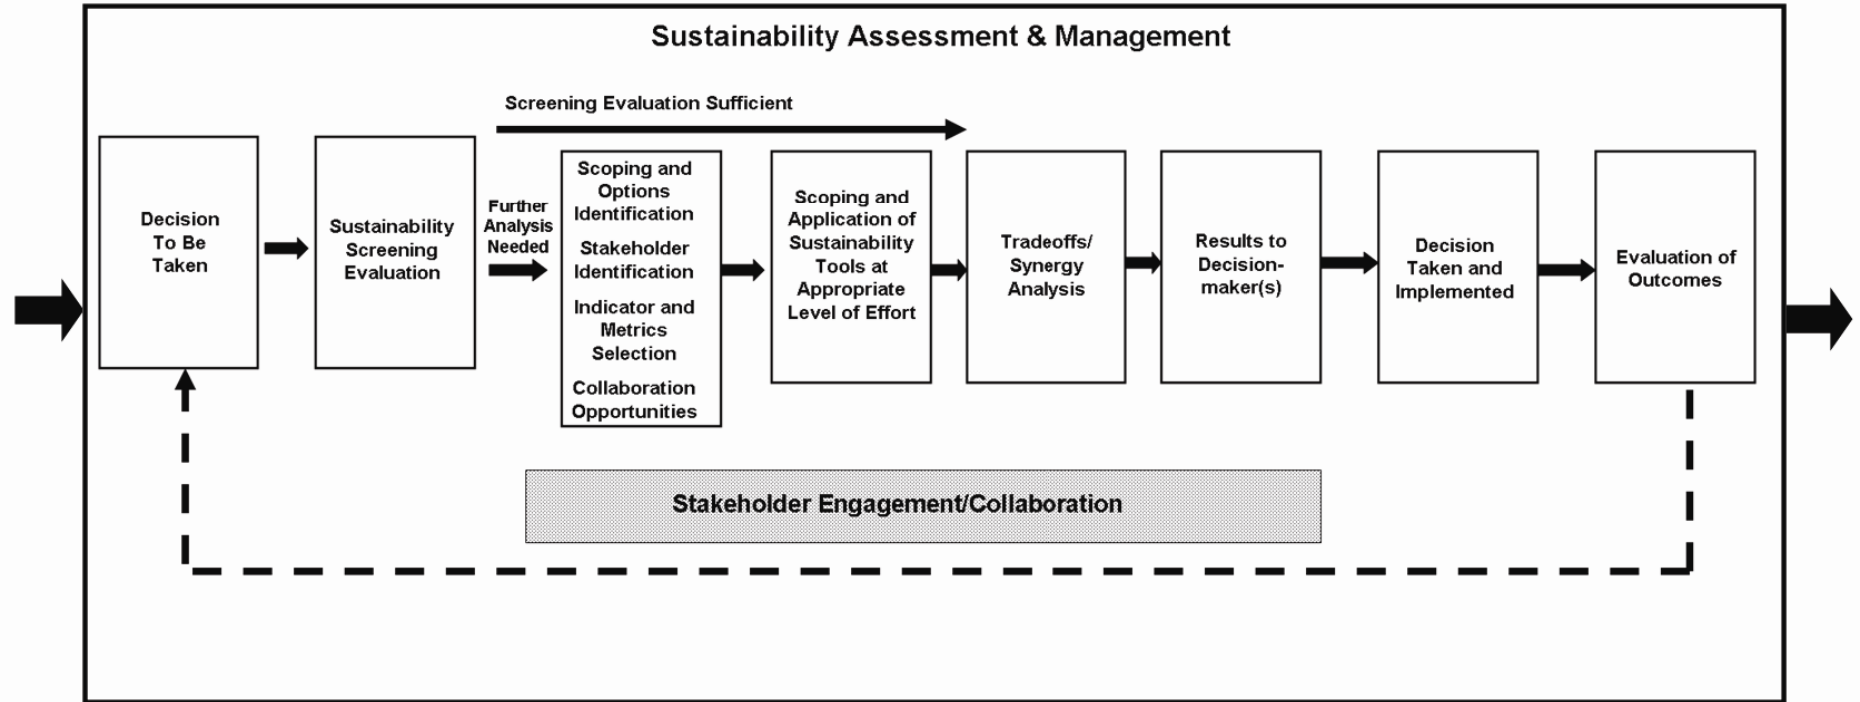 Sustainability Assessment & Management
Screening Evaluation Sufficient
Decision
To Be
Taken
Sustainability
Screening
Evaluation
Further
Analysis
Needed
Scoping and
Options
Identification
Stakeholder
Identification
Indicator and
Metrics
Selection
Collaboration
Opportunities
Scoping and
Application of
Sustainability
Tools at
Appropriate
Level of Effort
Tradeoffs/
Synergy
Analysis
Results to
Decision-
maker(s)
Decision
Taken and
Implemented
Evaluation of
Outcomes
Stakeholder Engagement/Collaboration